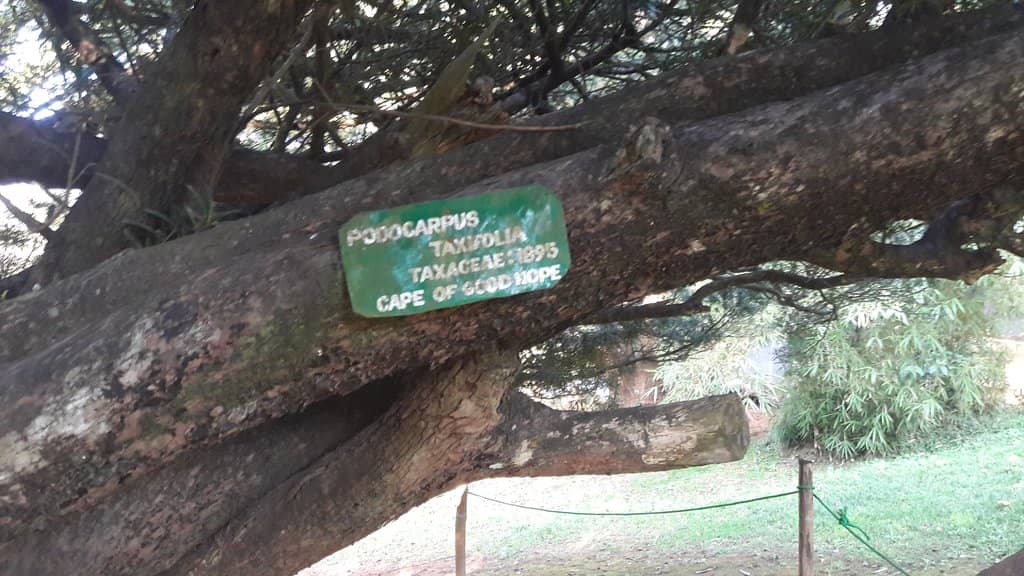 PODOCARPUS
TAXIFOLIA
TAXACEAE:1895
CAPE OF GOOD HOPE